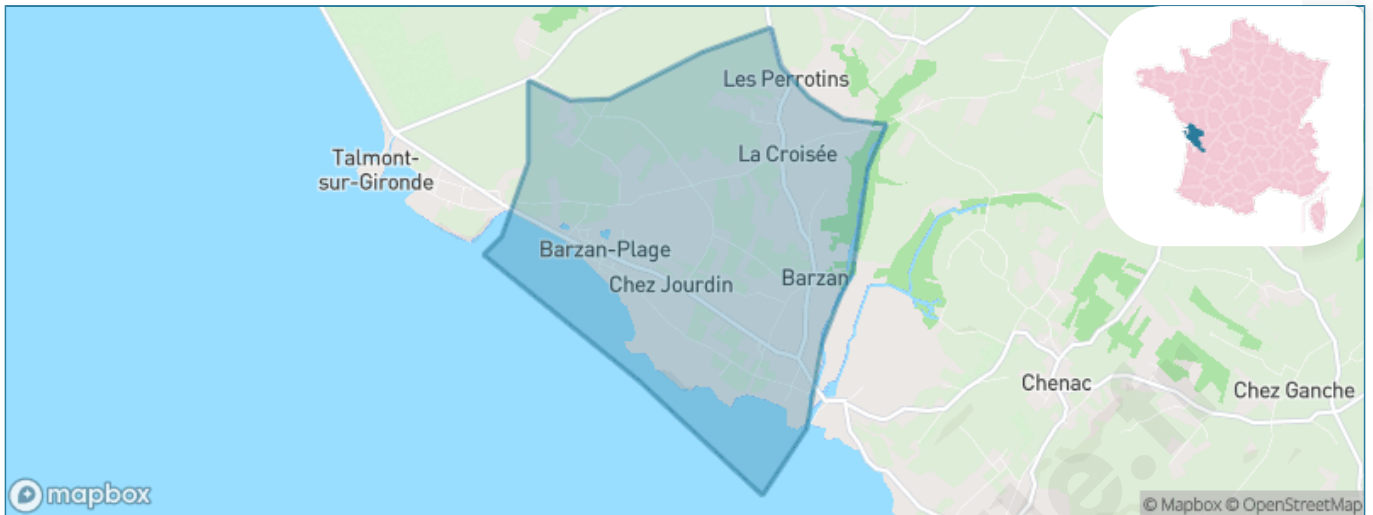 Les Perrotins
La Croisée
Talmont-
sur-Gironde
Barzan-Plage
Chez Jourdin
Barzan
Chenac
Chez Ganche
mapbox
© Mapbox © OpenStreetMap